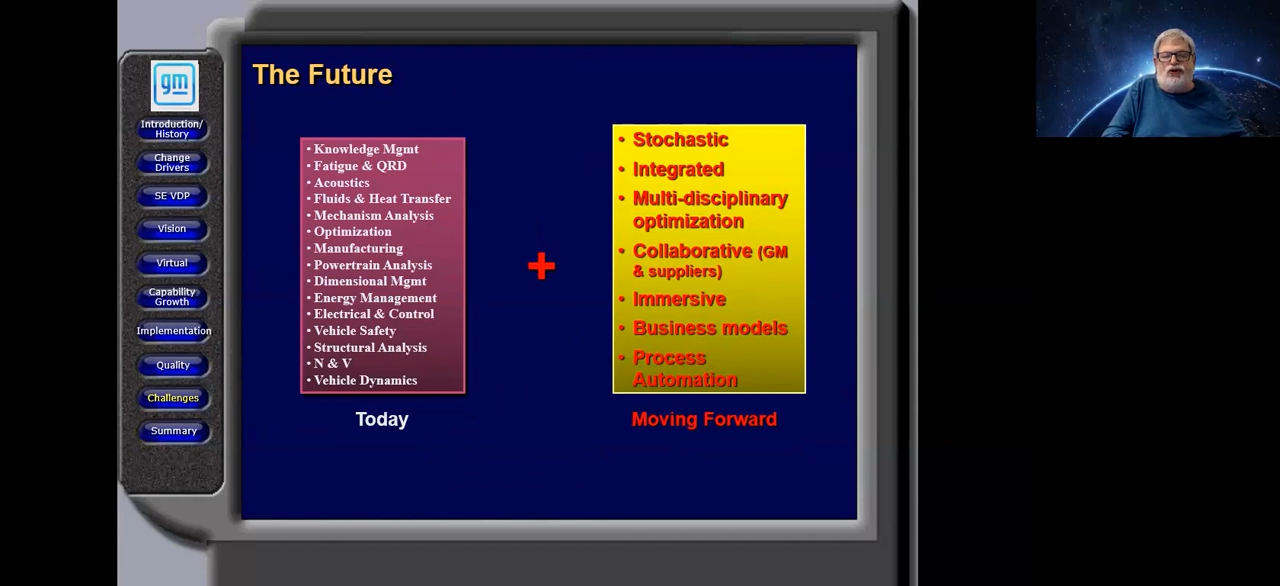 gm
Introduction/
History
Change
Drivers
SE VDP
Vision
Virtual
Capability
Growth
Implementation
Quality
Challenges
Summary
The Future
• Knowledge Mgmt
• Fatigue & QRD
• Acoustics
• Fluids & Heat Transfer
• Mechanism Analysis
• Optimization
• Manufacturing
• Powertrain Analysis
• Dimensional Mgmt
• Energy Management
• Electrical & Control
• Vehicle Safety
• Structural Analysis
• N & V
• Vehicle Dynamics
Today
+
• Stochastic
• Integrated
• Multi-disciplinary
optimization
• Collaborative (GM
& suppliers)
• Immersive
• Business models
• Process
Automation
Moving Forward